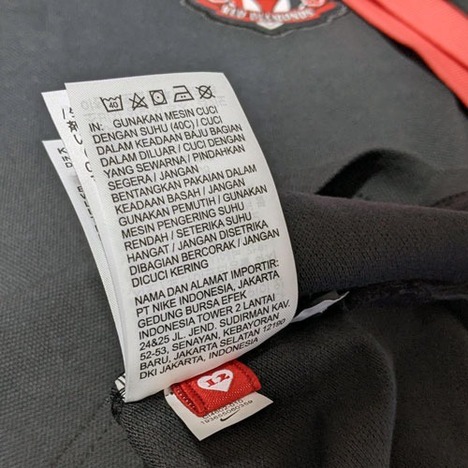 RED DIAMONDS
40
IN: GUNAKAN MESIN CUCI
DENGAN SUHU (40C) / CUCI
DALAM KEADAAN BAJU BAGIAN
DALAM DILUAR / CUCI DENGAN
YANG SEWARNA / PINDAHKAN
SEGERA / JANGAN
BENTANGKAN PAKAIAN DALAM
KEADAAN BASAH / JANGAN
GUNAKAN PEMUTIH / GUNAKAN
MESIN PENGERING SUHU
RENDAH / SETERIKA SUHU
HANGAT / JANGAN DISETRIKA
DIBAGIAN BERCORAK / JANGAN
DICUCI KERING
NAMA DAN ALAMAT IMPORTIR:
PT NIKE INDONESIA, JAKARTA
GEDUNG BURSA EFEK
INDONESIA TOWER 2 LANTAI
24&25 JL. JEND. SUDIRMAN KAV.
52-53, SENAYAN, KEBAYORAN
BARU, JAKARTA SELATAN 12190
DKI JAKARTA, INDONESIA
12